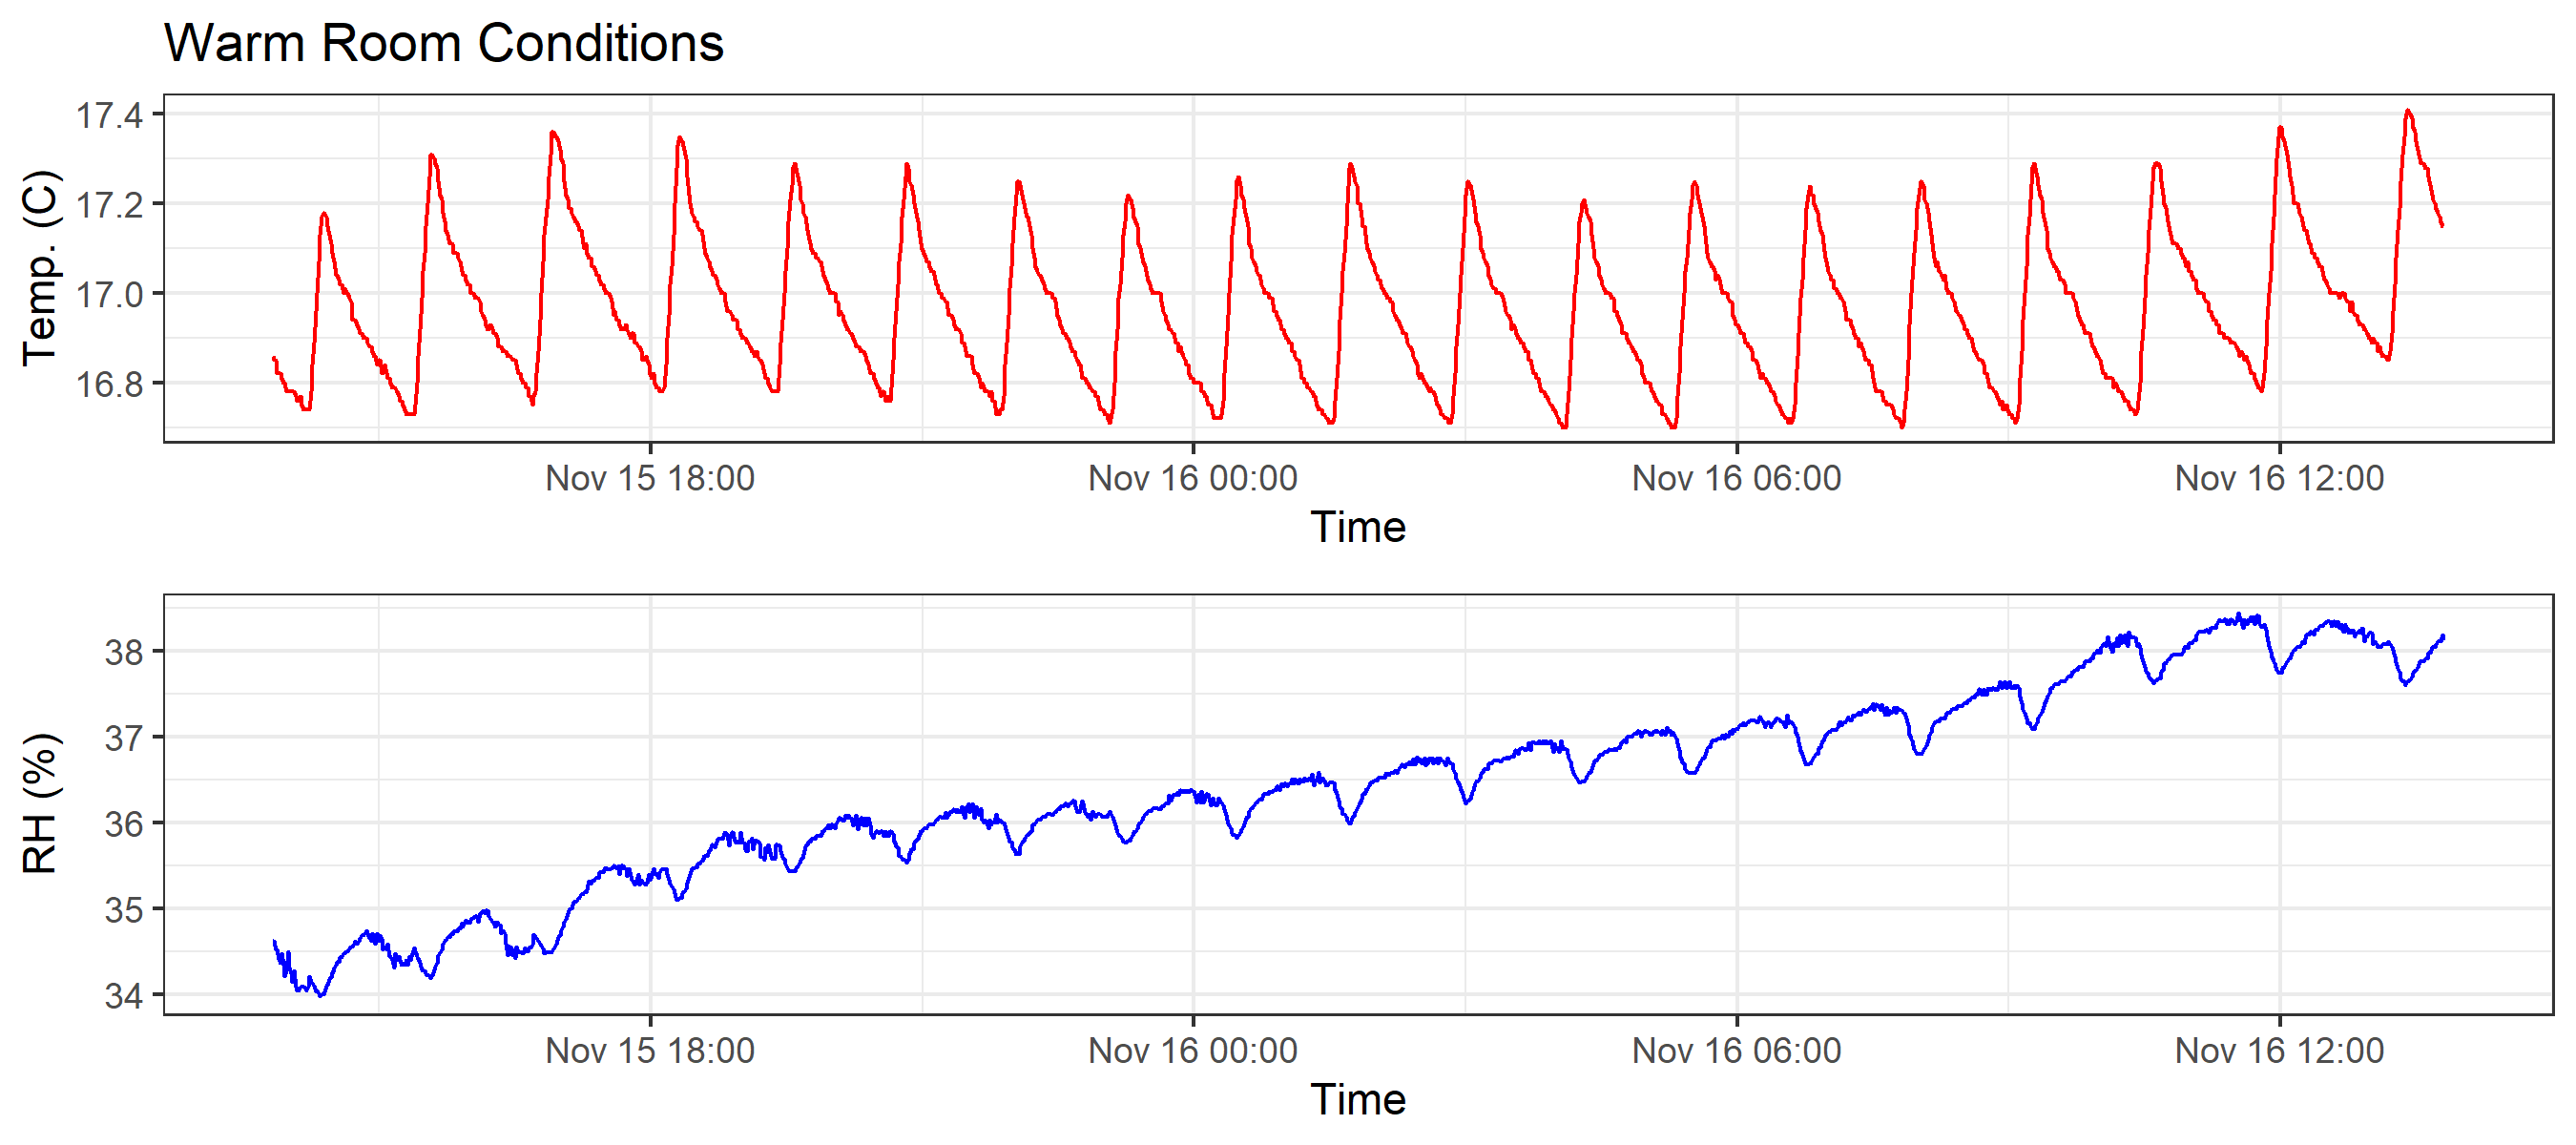 Warm Room Conditions
Temp. (C)
17.4
17.2
17.0
16.8
Nov 15 18:00 Nov 16 00:00 Nov 16 06:00 Nov 16 12:00
Time
RH (%)
38
37
36
35
34
Nov 15 18:00 Nov 16 00:00 Nov 16 06:00 Nov 16 12:00
Time